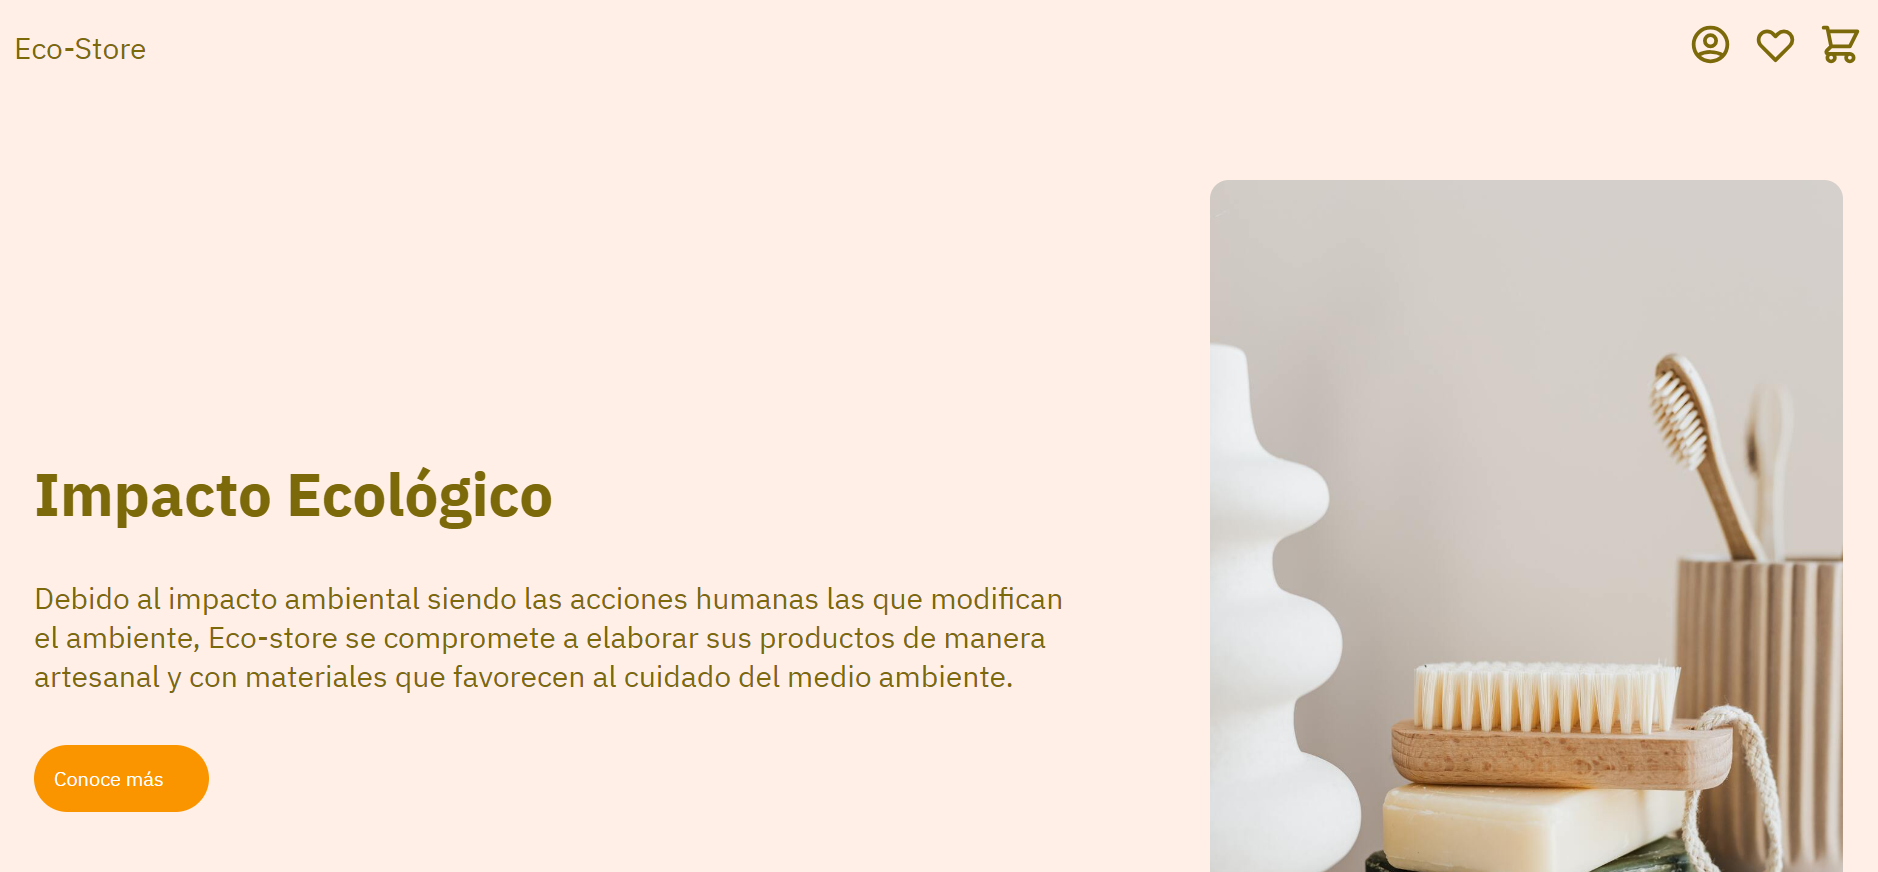 Eco-Store
Impacto Ecológico
Debido al impacto ambiental siendo las acciones humanas las que modifican
el ambiente, Eco-store se compromete a elaborar sus productos de manera
artesanal y con materiales que favorecen al cuidado del medio ambiente.
Conoce más